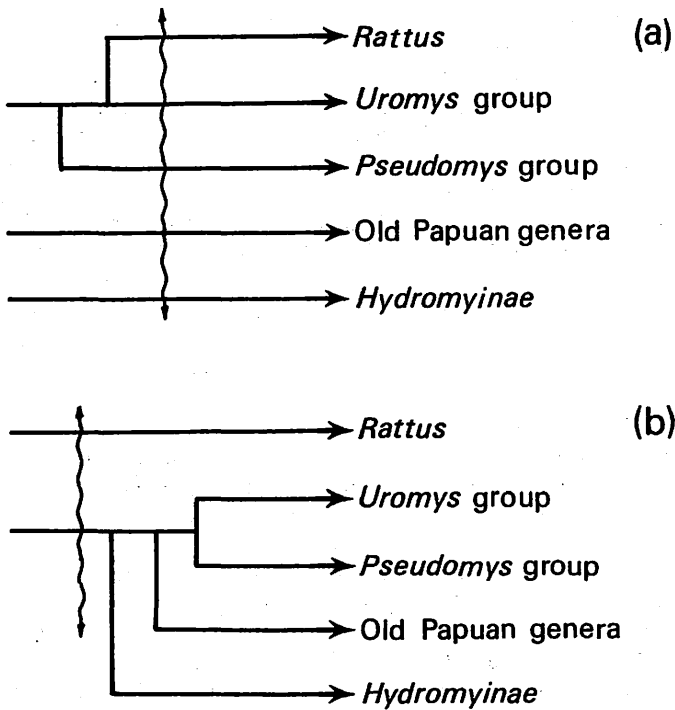 Rattus (a)
Uromys group
Pseudomys group
Old Papuan genera
Hydromyinae
Rattus (b)
Uromys group
Pseudomys group
Old Papuan genera
Hydromyinae